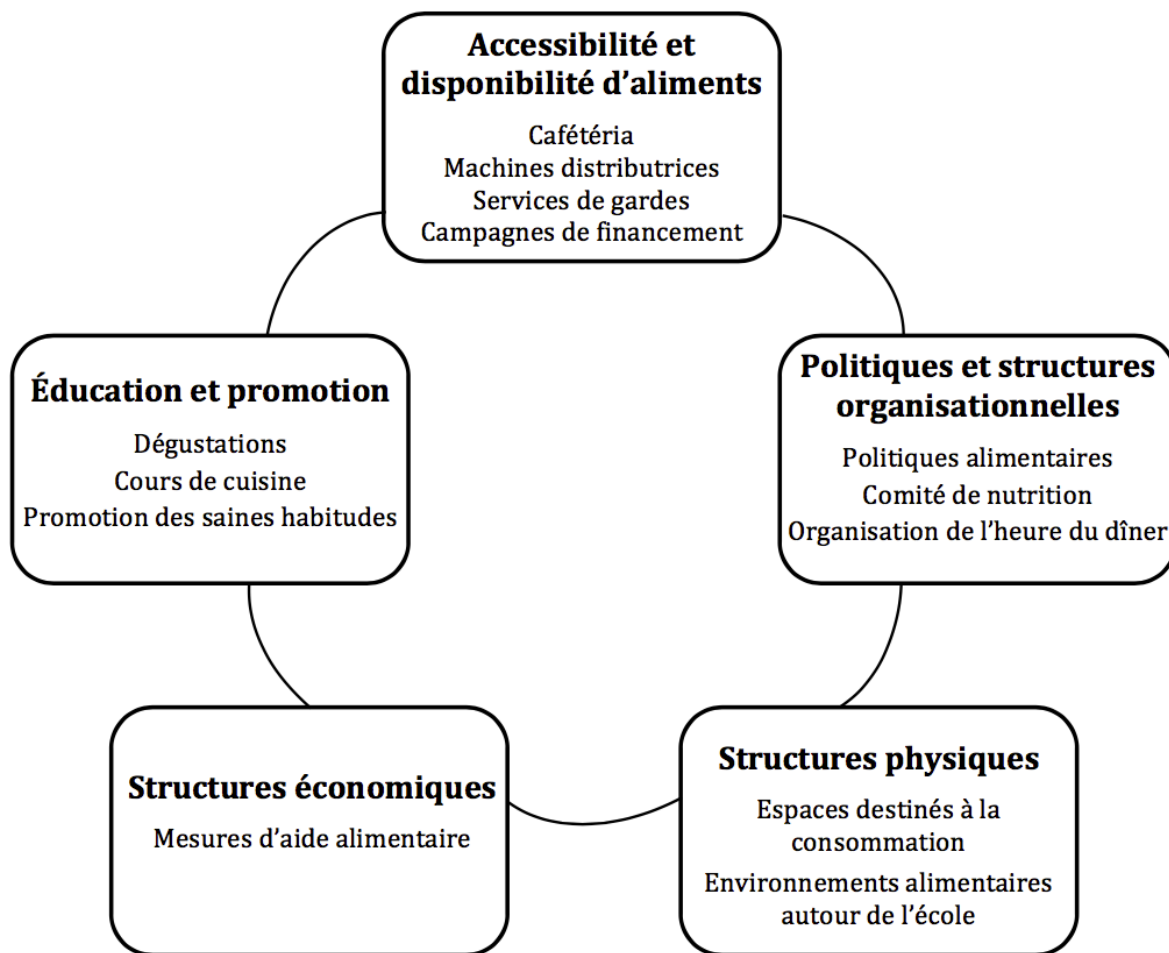 Accessibilité et
disponibilité d'aliments
Cafétéria
Machines distributrices
Services de gardes
Campagnes de financement
Éducation et promotion
Dégustations
Cours de cuisine
Promotion des saines habitudes
Politiques et structures
organisationnelles
Politiques alimentaires
Comité de nutrition
Organisation de l'heure du dîner
Structures économiques
Mesures d'aide alimentaire
Structures physiques
Espaces destinés à la
consommation
Environnements alimentaires
autour de l'école